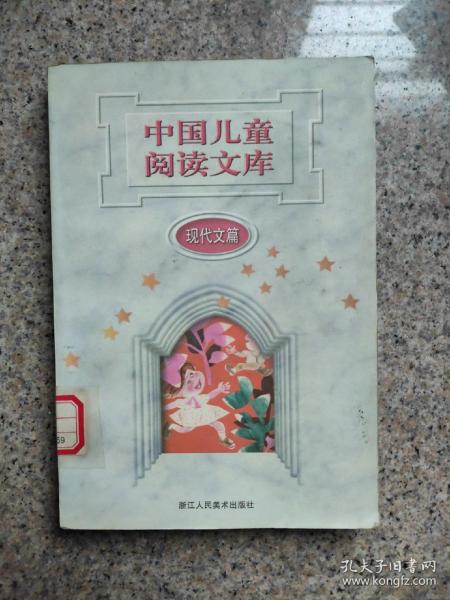 中国儿童
阅读文库
现代文篇
59
浙江人民美术出版社
孔夫子旧书网
www.kongfz.com